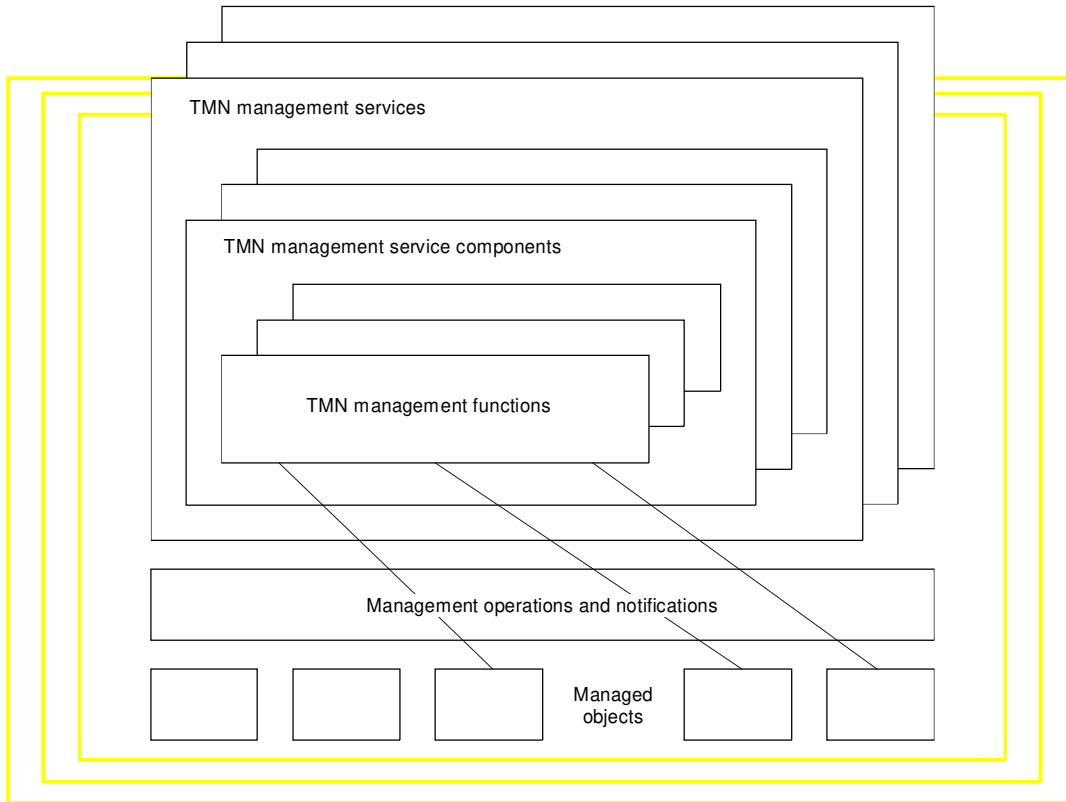 TMN management services
TMN management service components
TMN management functions
Management operations and notifications
Managed
objects